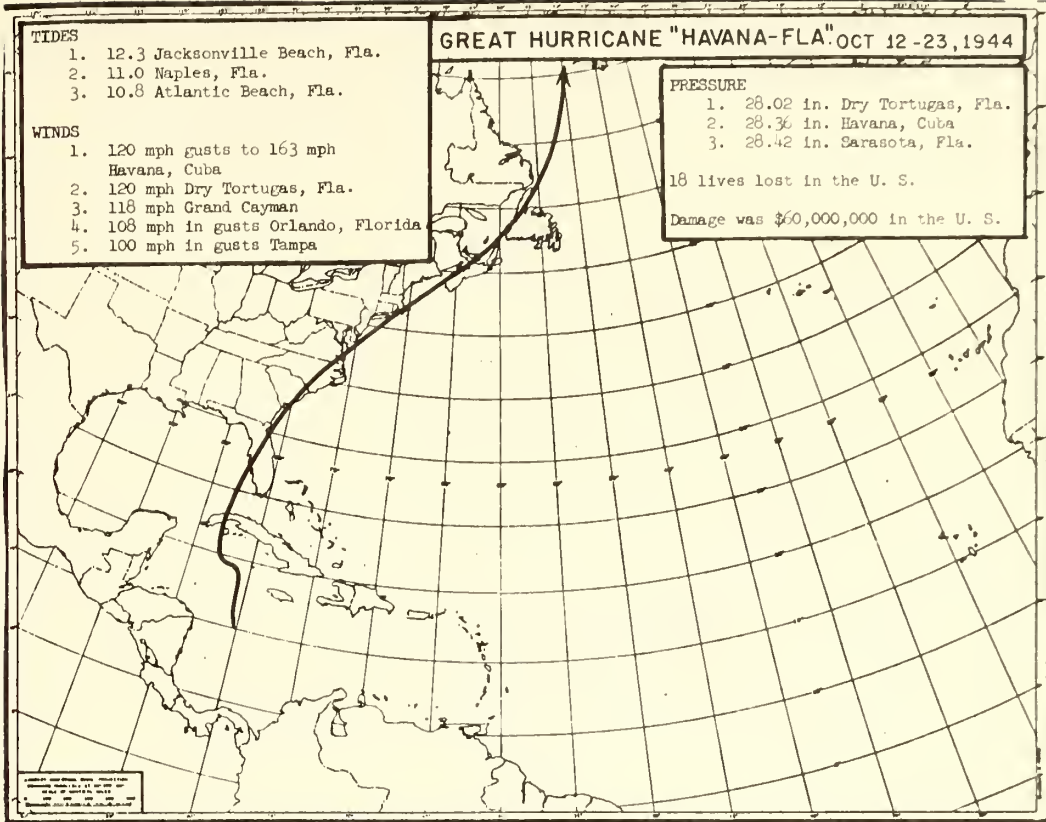 GREAT HURRICANE "HAVANA-FLA". OCT 12-23, 1944
TIDES
1. 12.3 Jacksonville Beach, Fla.
2. 11.0 Naples, Fla.
3. 10.8 Atlantic Beach, Fla.
WINDS
1. 120 mph gusts to 163 mph
Havana, Cuba
2. 120 mph Dry Tortugas, Fla.
3. 118 mph Grand Cayman
4. 108 mph in gusts Orlando, Florida
5. 100 mph in gusts Tampa
PRESSURE
1. 28.02 in. Dry Tortugas, Fla.
2. 28.36 in. Havana, Cuba
3. 28.42 in. Sarasota, Fla.
18 lives lost in the U. S.
Damage was $60,000,000 in the U. S.